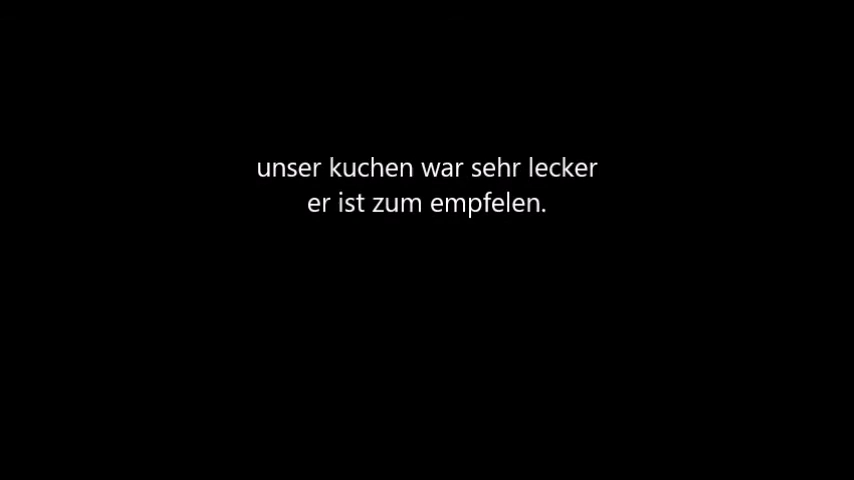 unser kuchen war sehr lecker
er ist zum empfelen.